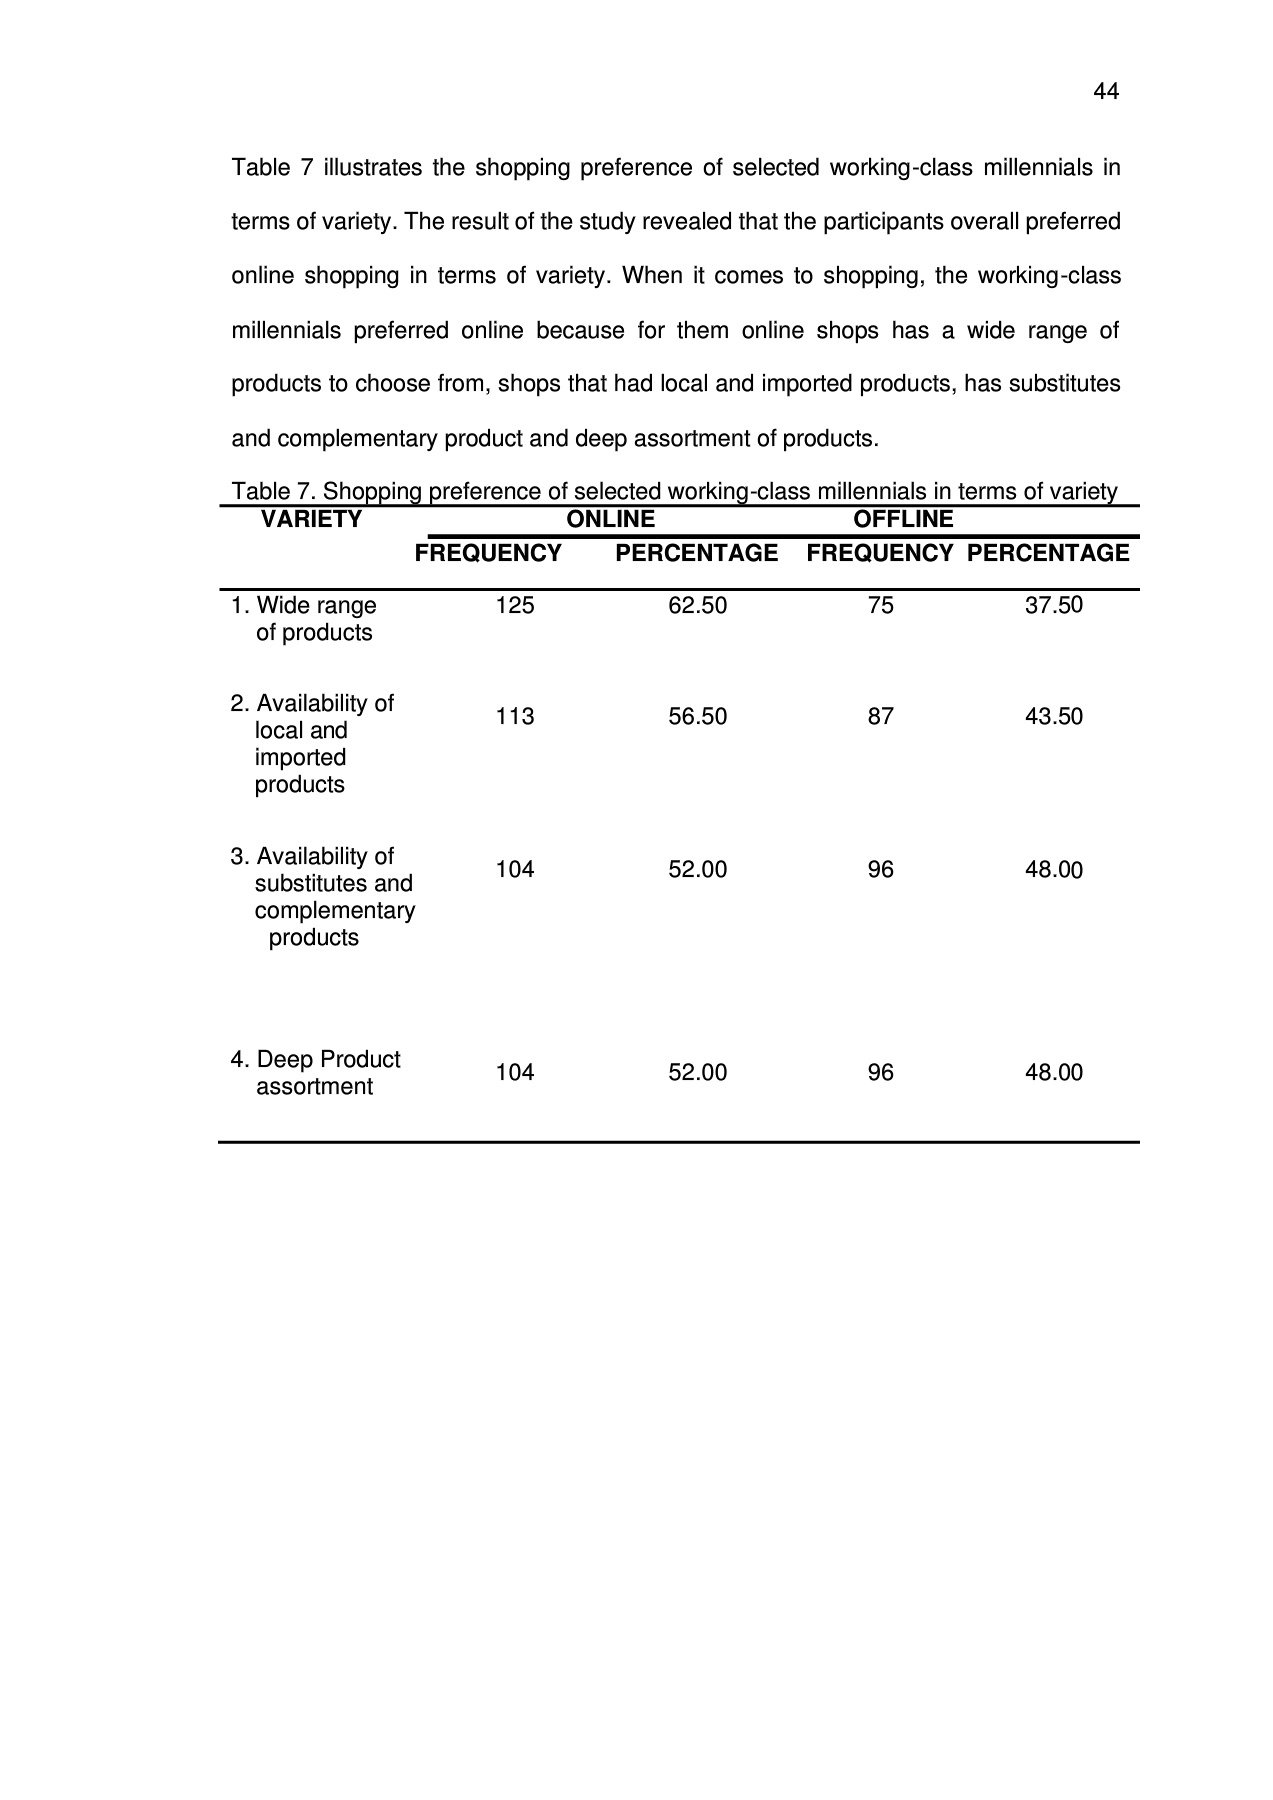 44
Table 7 illustrates the shopping preference of selected working-class millennials in
terms of variety. The result of the study revealed that the participants overall preferred
online shopping in terms of variety. When it comes to shopping, the working-class
millennials preferred online because for them online shops has a wide range of
products to choose from, shops that had local and imported products, has substitutes
and complementary product and deep assortment of products.
Table 7. Shopping preference of selected working-class millennials in terms of variety
VARIETY ONLINE OFFLINE
FREQUENCY PERCENTAGE FREQUENCY PERCENTAGE
1. Wide range 125 62.50 75 37.50
of products
2. Availability of
local and
imported
products
113 56.50 87 43.50
3. Availability of
substitutes and
complementary
products
104 52.00 96 48.00
4. Deep Product
assortment
104 52.00 96 48.00